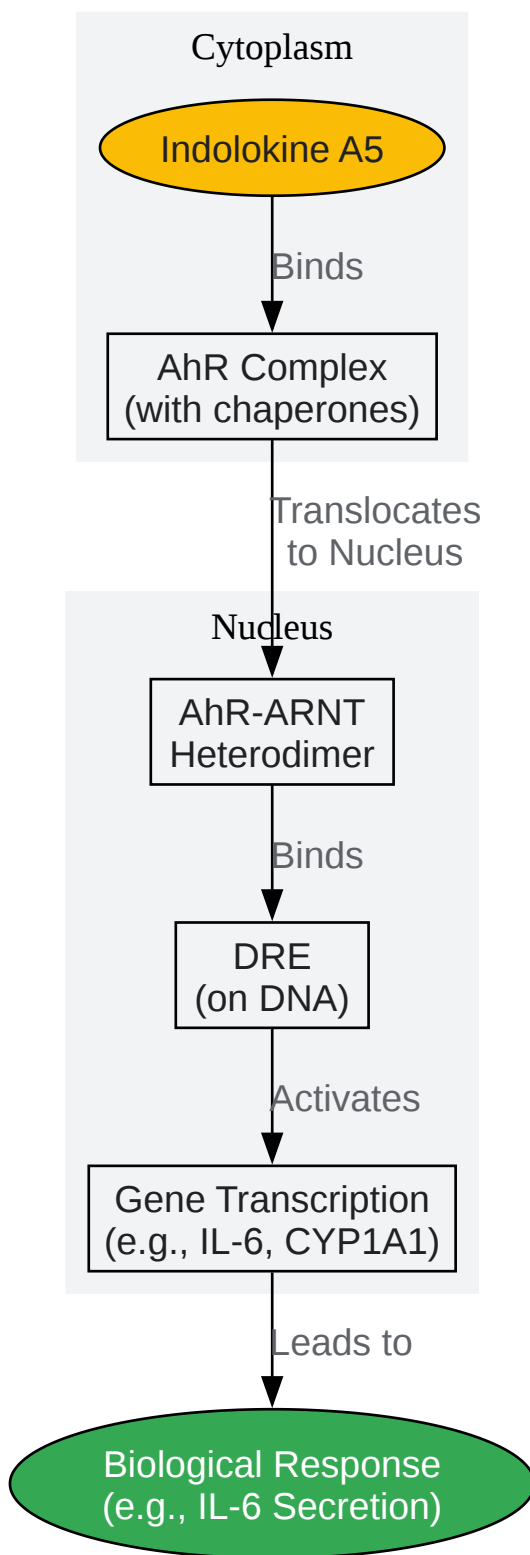 Cytoplasm
Indolokine A5
Binds
AhR Complex
(with chaperones)
Translocates
to Nucleus
Nucleus
AhR-ARNT
Heterodimer
Binds
DRE
(on DNA)
Activates
Gene Transcription
(e.g., IL-6, CYP1A1)
Leads to
Biological Response
(e.g., IL-6 Secretion)